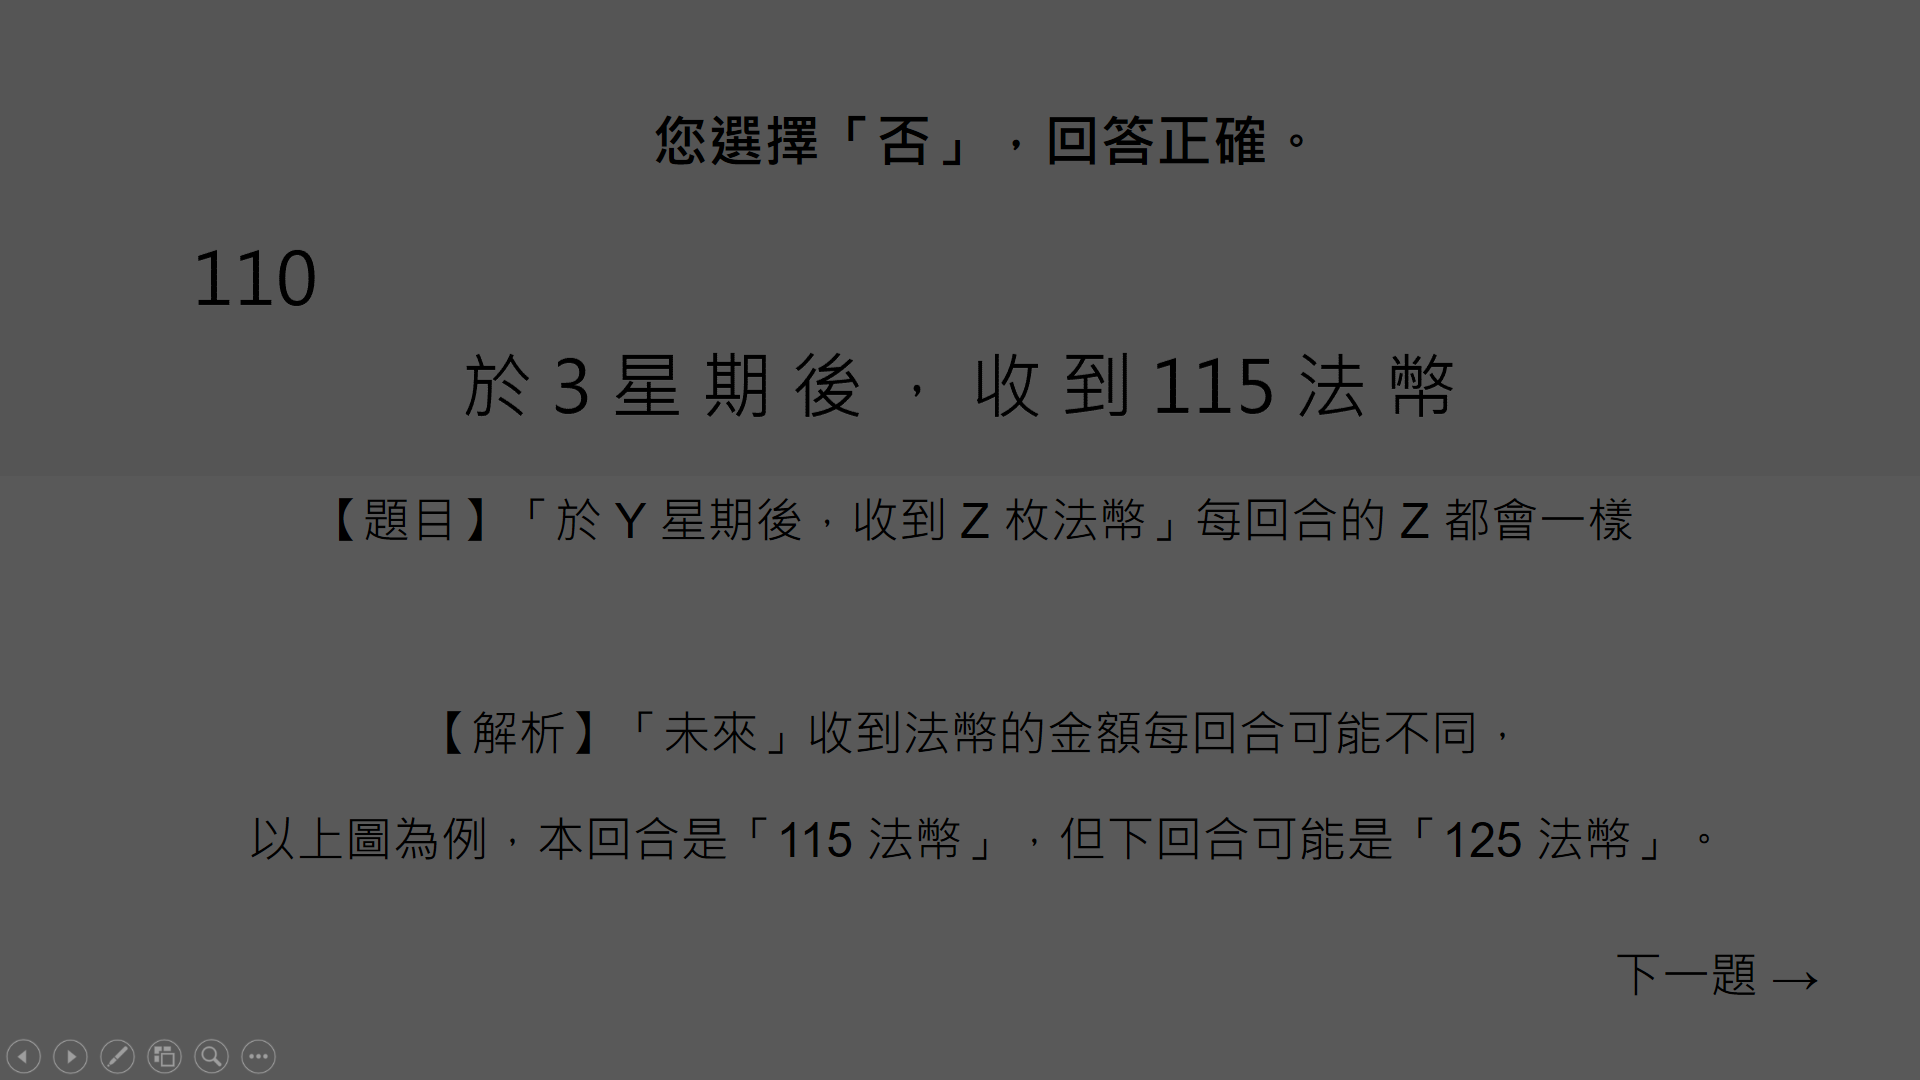 您選擇「否」，回答正確。
110
於 3 星 期 後 ， 收 到 115 法 幣
【題目】「於 Y 星期後，收到 Z 枚法幣」每回合的 Z 都會一樣
【解析】「未來」收到法幣的金額每回合可能不同，
以上圖為例，本回合是「115 法幣」，但下回合可能是「125 法幣」。
下一題 →